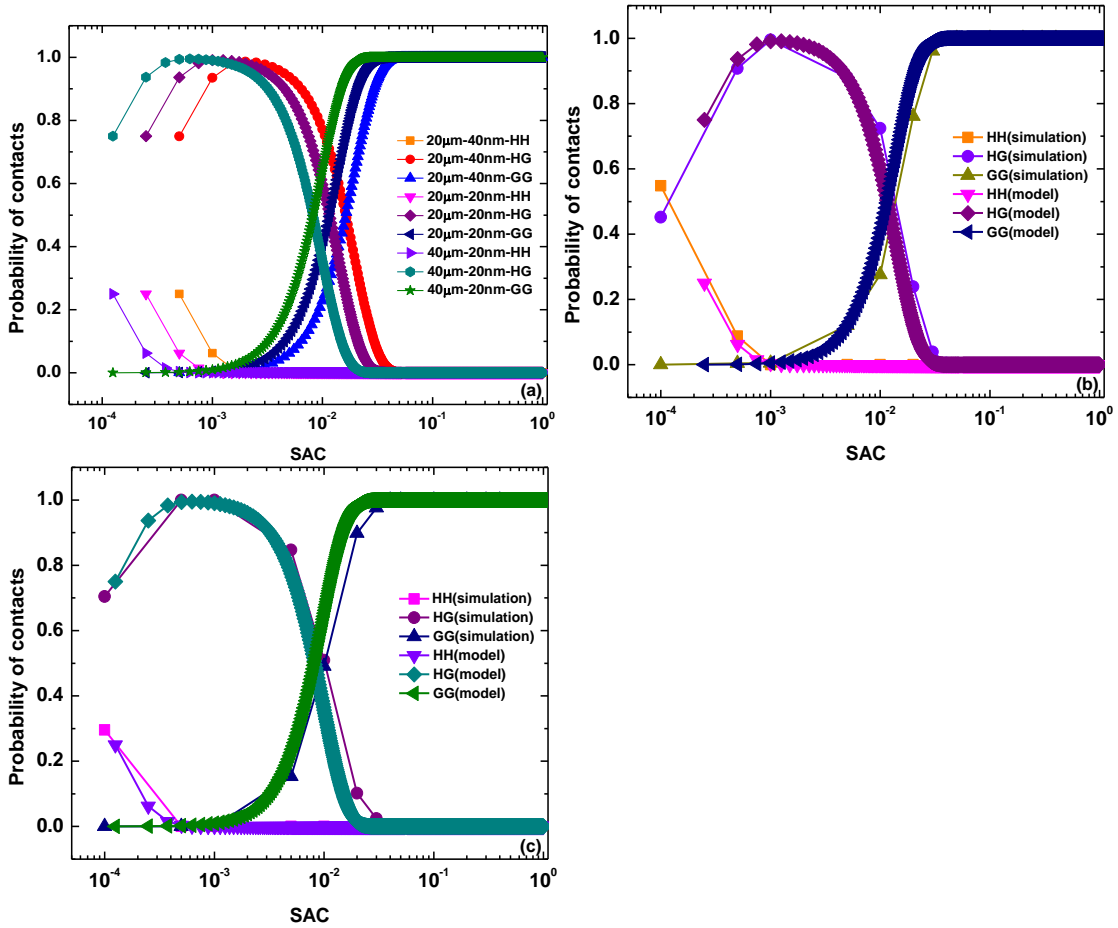 Probability of contacts
1.0
0.8
0.6
0.4
0.2
0.0
20μm-40nm-HH
20μm-40nm-HG
20μm-40nm-GG
20μm-20nm-HH
20μm-20nm-HG
20μm-20nm-GG
40μm-20nm-HH
40μm-20nm-HG
40μm-20nm-GG
(a)
10⁻⁴ 10⁻³ 10⁻² 10⁻¹ 10⁰
SAC
Probability of contacts
1.0
0.8
0.6
0.4
0.2
0.0
HH(simulation)
HG(simulation)
GG(simulation)
HH(model)
HG(model)
GG(model)
(b)
10⁻⁴ 10⁻³ 10⁻² 10⁻¹ 10⁰
SAC
Probability of contacts
1.0
0.8
0.6
0.4
0.2
0.0
HH(simulation)
HG(simulation)
GG(simulation)
HH(model)
HG(model)
GG(model)
(c)
10⁻⁴ 10⁻³ 10⁻² 10⁻¹ 10⁰
SAC